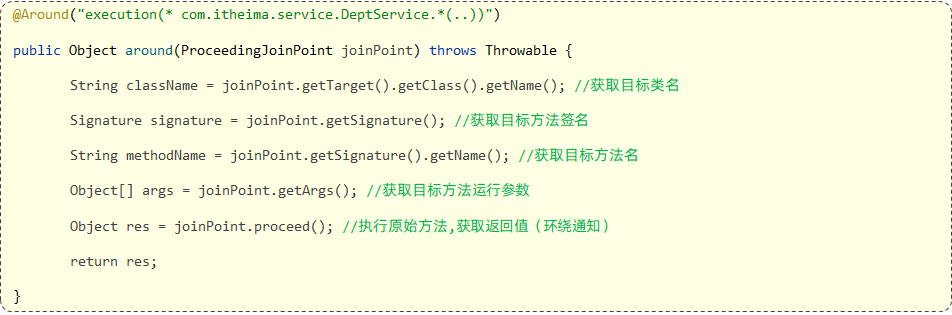 @Around("execution(* com.itheima.service.DeptService.*(..))")
public Object around(ProceedingJoinPoint joinPoint) throws Throwable {
String className = joinPoint.getTarget().getClass().getName(); //获取目标类名
Signature signature = joinPoint.getSignature(); //获取目标方法签名
String methodName = joinPoint.getSignature().getName(); //获取目标方法名
Object[] args = joinPoint.getArgs(); //获取目标方法运行参数
Object res = joinPoint.proceed(); //执行原始方法,获取返回值（环绕通知）
return res;
}